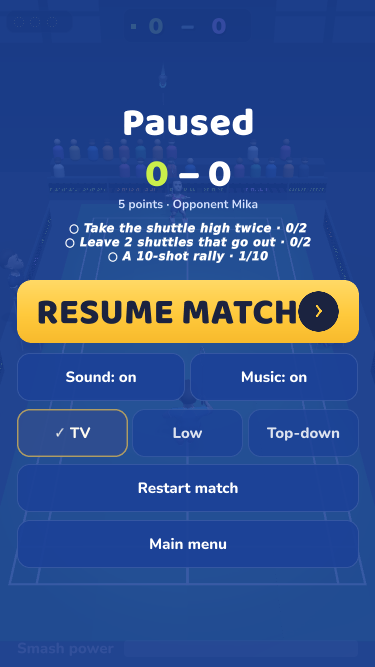 0 – 0
Paused
0 – 0
5 points · Opponent Mika
○ Take the shuttle high twice · 0/2
○ Leave 2 shuttles that go out · 0/2
○ A 10-shot rally · 1/10
RESUME MATCH ›
Sound: on Music: on
✓ TV Low Top-down
Restart match
Main menu
Smash power